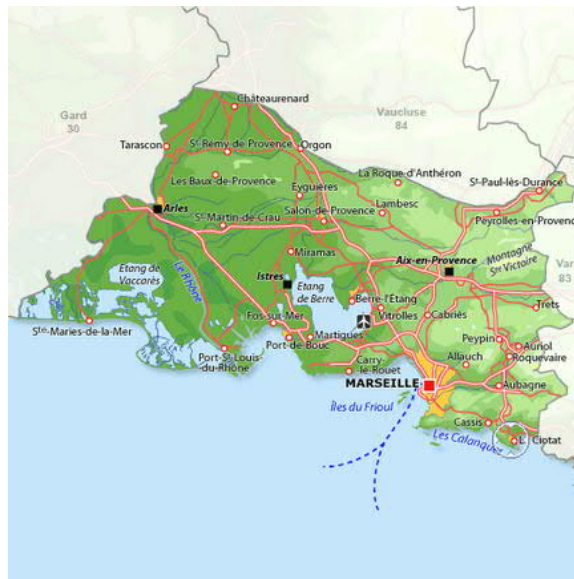 Gard
30
Vaucluse
84
Châteaurenard
Tarascon
St-Rémy-de Provence
Orgon
La Roque-d'Anthéron
St-Paul-lès-Durance
Les Baux-de-Provence
Eyguières
Arles
Lambesc
St-Martin-de-Crau
Salon-de-Provence
Peyrolles-en-Provence
Miramas
Aix-en-Provence
Montagne
Ste Victoire
Va
83
Etang de
Vaccarès
Le Rhône
Istres
Etang
de Berre
Berre-l'Etang
Trets
Fos-sur-Mer
Vitrolles
Cabriès
Stes-Maries-de-la-Mer
Martigues
Port-de Bouc
Peypin
Auriol
Roquevaire
Port-St Louis
-du-Rhône
Carry-
le-Rouet
Allauch
MARSEILLE
Aubagne
Îles du Frioul
Cassis
Les Calanques
L Ciotat